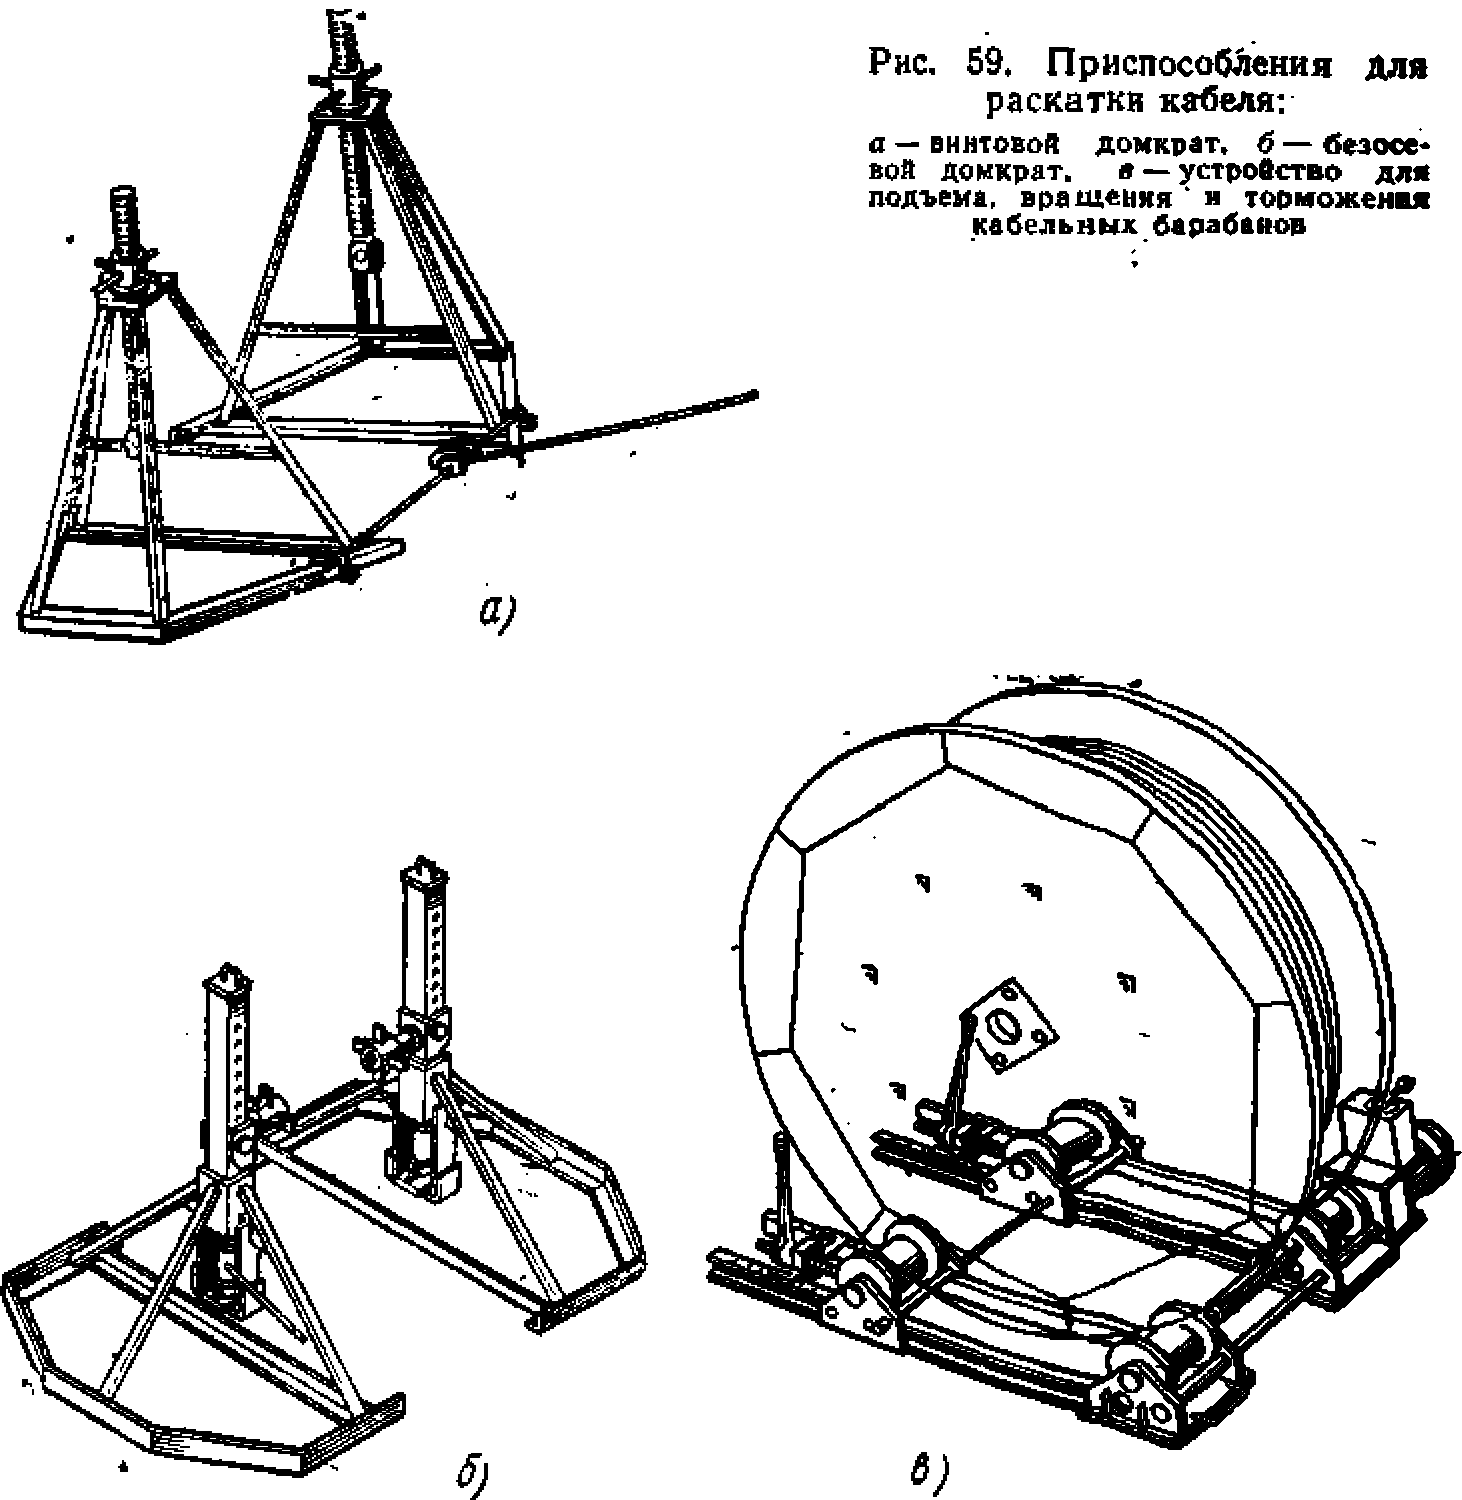 Рис. 59. Приспособления для
раскатки кабеля:
а — винтовой домкрат, б — безосе-
вой домкрат, в — устройство для
подъема, вращения и торможения
кабельных барабанов
а)
б)
в)